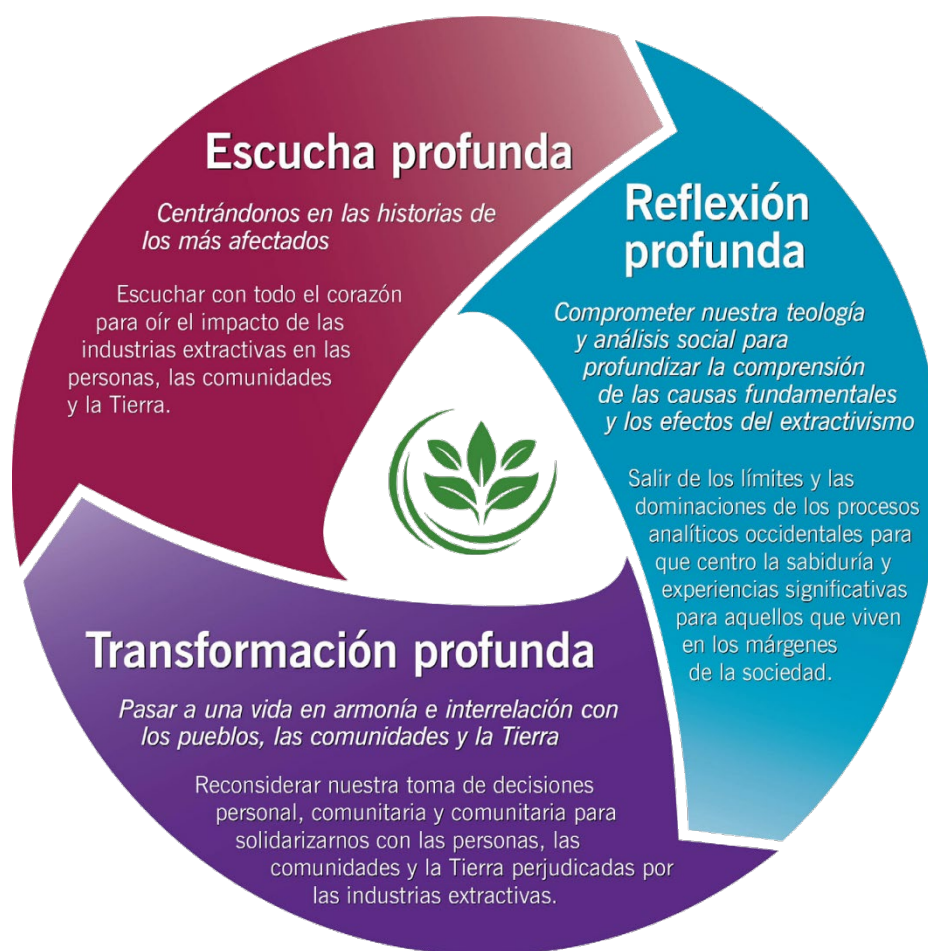 Escucha profunda
Centrándonos en las historias de
los más afectados
Escuchar con todo el corazón
para oír el impacto de las
industrias extractivas en las
personas, las comunidades
y la Tierra.
Reflexión
profunda
Comprometer nuestra teología
y análisis social para
profundizar la comprensión
de las causas fundamentales
y los efectos del extractivismo
Salir de los límites y las
dominaciones de los procesos
analíticos occidentales para
que centro la sabiduría y
experiencias significativas
para aquellos que viven
en los márgenes
de la sociedad.
Transformación profunda
Pasar a una vida en armonía e interrelación con
los pueblos, las comunidades y la Tierra
Reconsiderar nuestra toma de decisiones
personal, comunitaria y comunitaria para
solidarizarnos con las personas, las
comunidades y la Tierra perjudicadas por
las industrias extractivas.